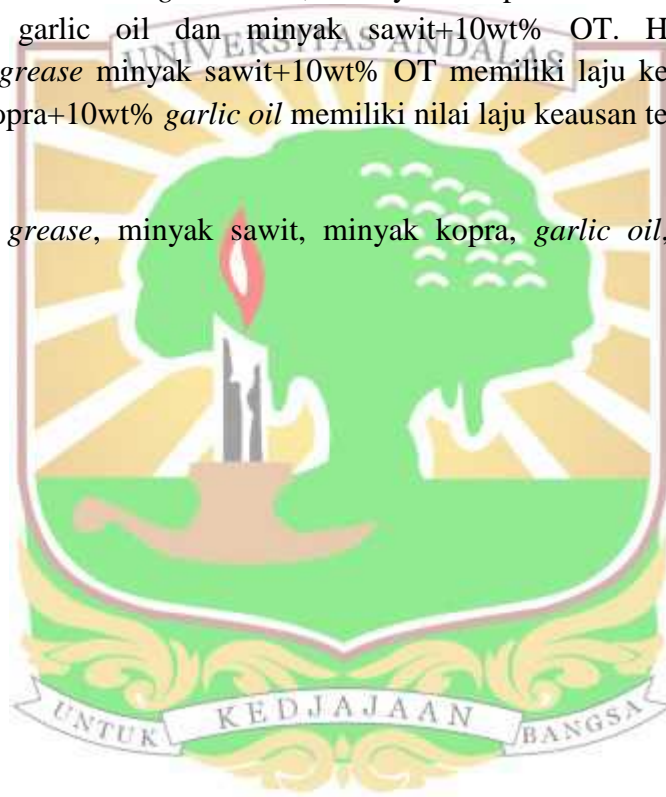 garlic oil dan minyak sawit+10wt% OT. H
UNIVERSITAS ANDALAS
grease minyak sawit+10wt% OT memiliki laju ke
opra+10wt% garlic oil memiliki nilai laju keausan te
grease, minyak sawit, minyak kopra, garlic oil,
UNTUK KEDJAJAAN BANGSA